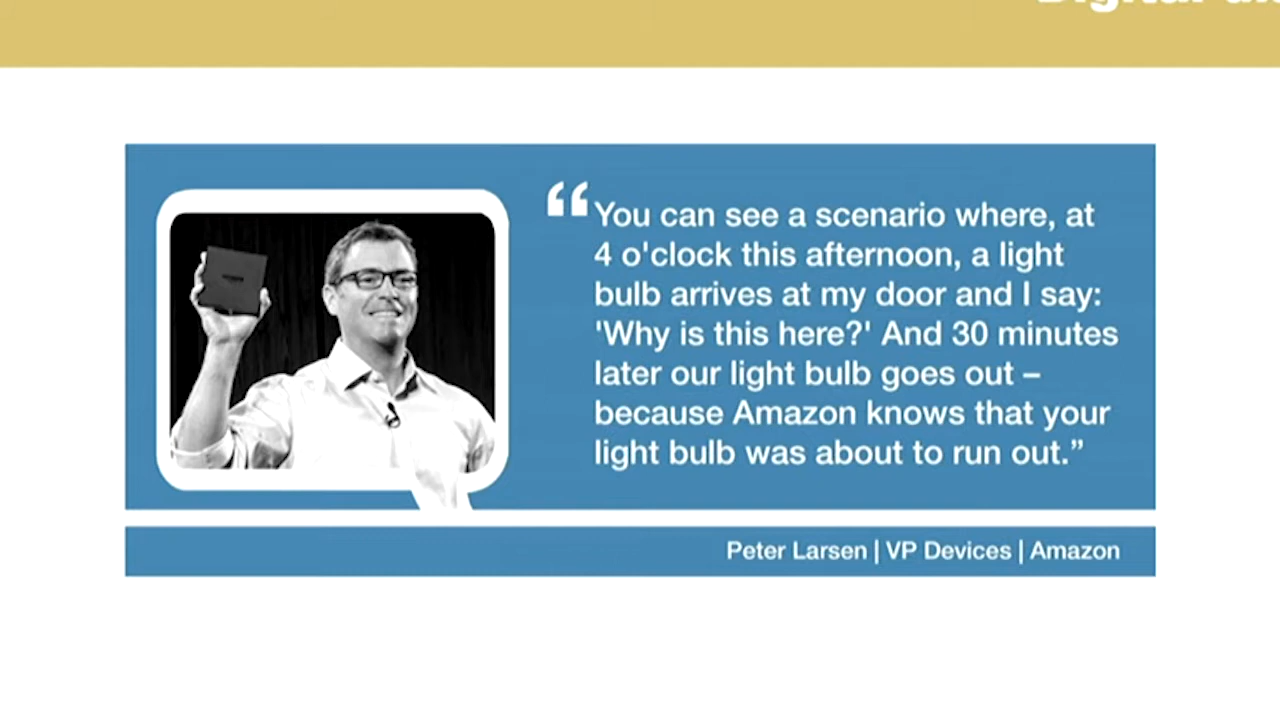 “You can see a scenario where, at
4 o'clock this afternoon, a light
bulb arrives at my door and I say:
'Why is this here?' And 30 minutes
later our light bulb goes out –
because Amazon knows that your
light bulb was about to run out.”
Peter Larsen | VP Devices | Amazon